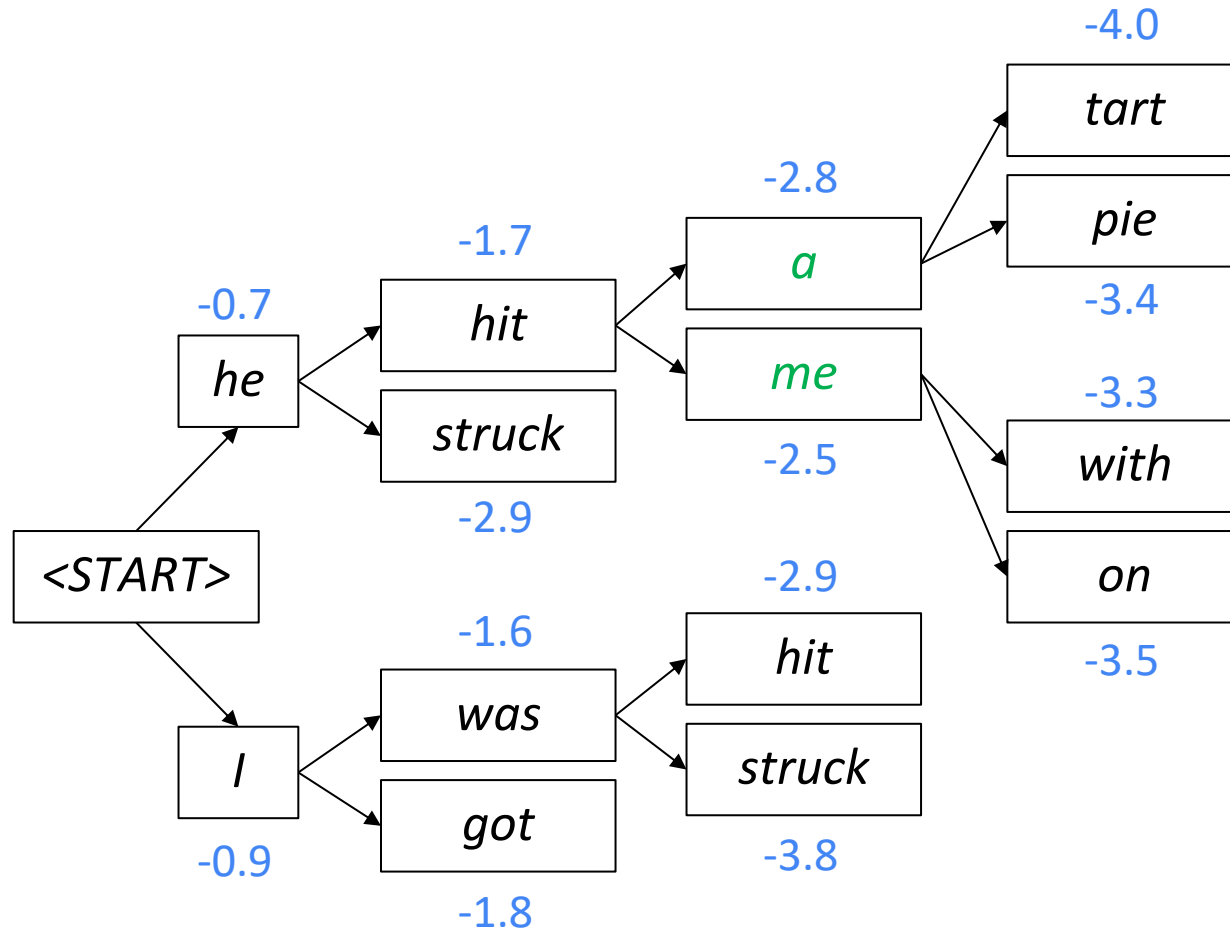 -4.0
tart
pie
-3.4
-2.8
a
me
-2.5
-3.3
with
on
-3.5
-1.7
hit
struck
-2.9
-0.7
he
<START>
I
-0.9
-1.6
was
got
-1.8
-2.9
hit
struck
-3.8